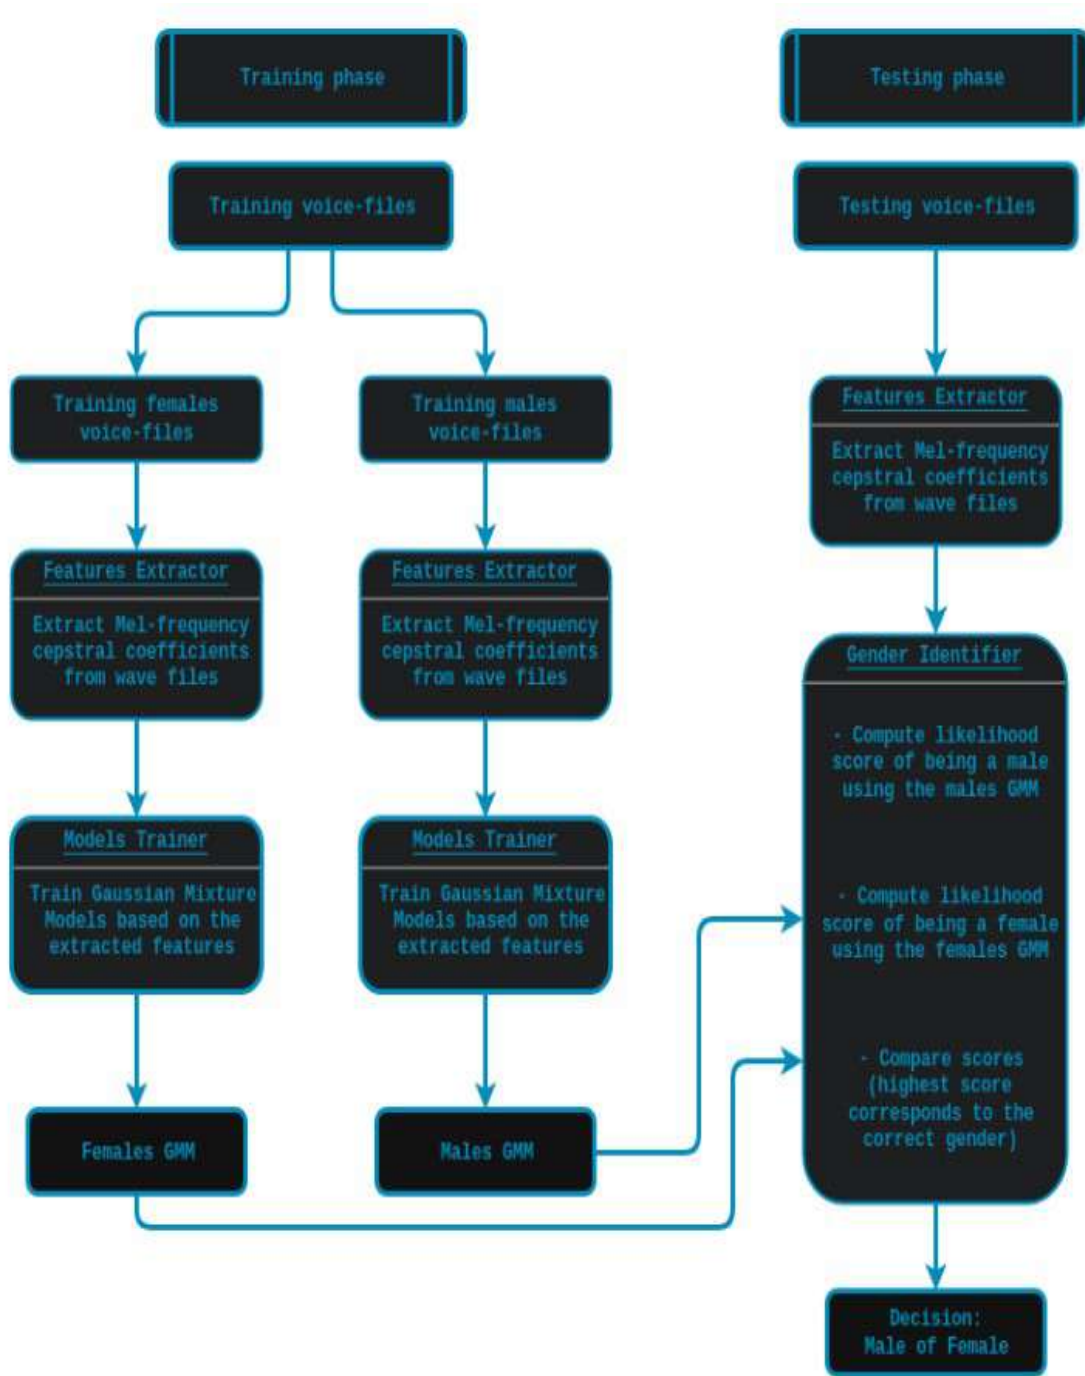 Training phase
Testing phase
Training voice-files
Testing voice-files
Training females
voice-files
Training males
voice-files
Features Extractor
Extract Mel-frequency
cepstral coefficients
from wave files
Features Extractor
Extract Mel-frequency
cepstral coefficients
from wave files
Features Extractor
Extract Mel-frequency
cepstral coefficients
from wave files
Models Trainer
Train Gaussian Mixture
Models based on the
extracted features
Models Trainer
Train Gaussian Mixture
Models based on the
extracted features
Females GMM
Males GMM
Gender Identifier
- Compute likelihood
score of being a male
using the males GMM
- Compute likelihood
score of being a female
using the females GMM
- Compare scores
(highest score
corresponds to the
correct gender)
Decision:
Male of Female